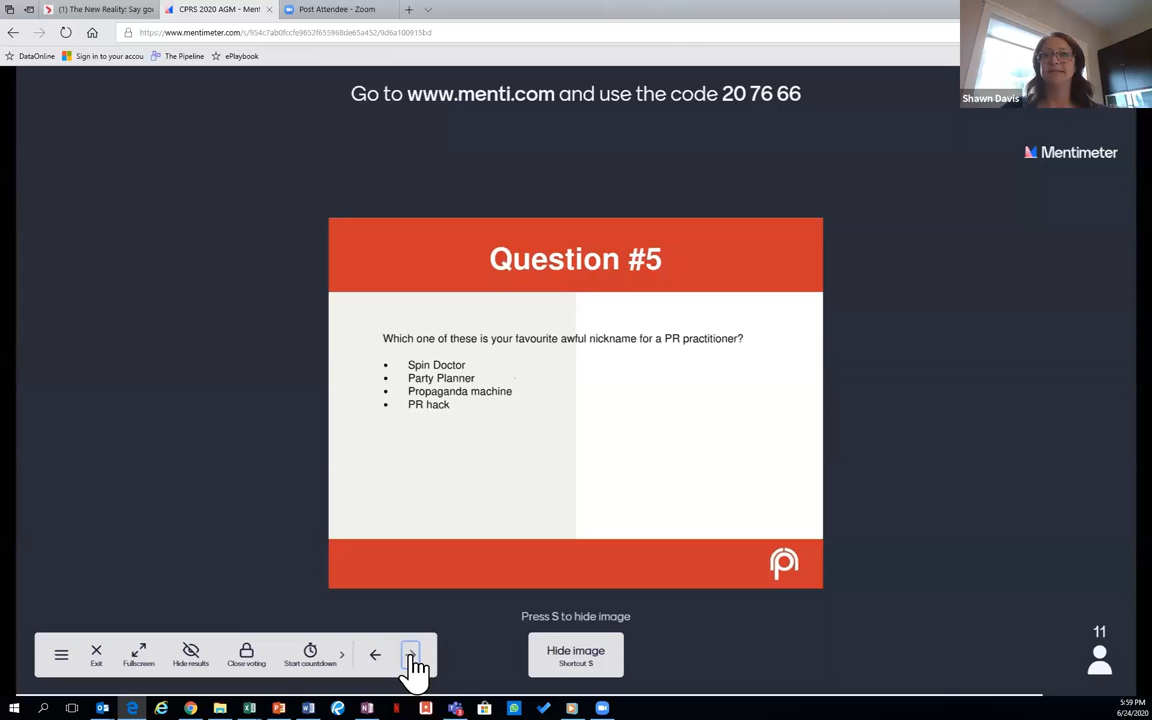 (1) The New Reality: Say goo
CPRS 2020 AGM - Menti
Post Attendee - Zoom
https://www.mentimeter.com/s/954c7ab0fccfe9652f655968de65a452/9d6a100915bd
DataOnline
Sign in to your accou
The Pipeline
ePlaybook
Shawn Davis
Go to www.menti.com and use the code 20 76 66
Mentimeter
Question #5
Which one of these is your favourite awful nickname for a PR practitioner?
• Spin Doctor
• Party Planner
• Propaganda machine
• PR hack
Press S to hide image
Hide image
Shortcut S
Exit
Fullscreen
Hide results
Close voting
Start countdown
11
5:59 PM
6/24/2020